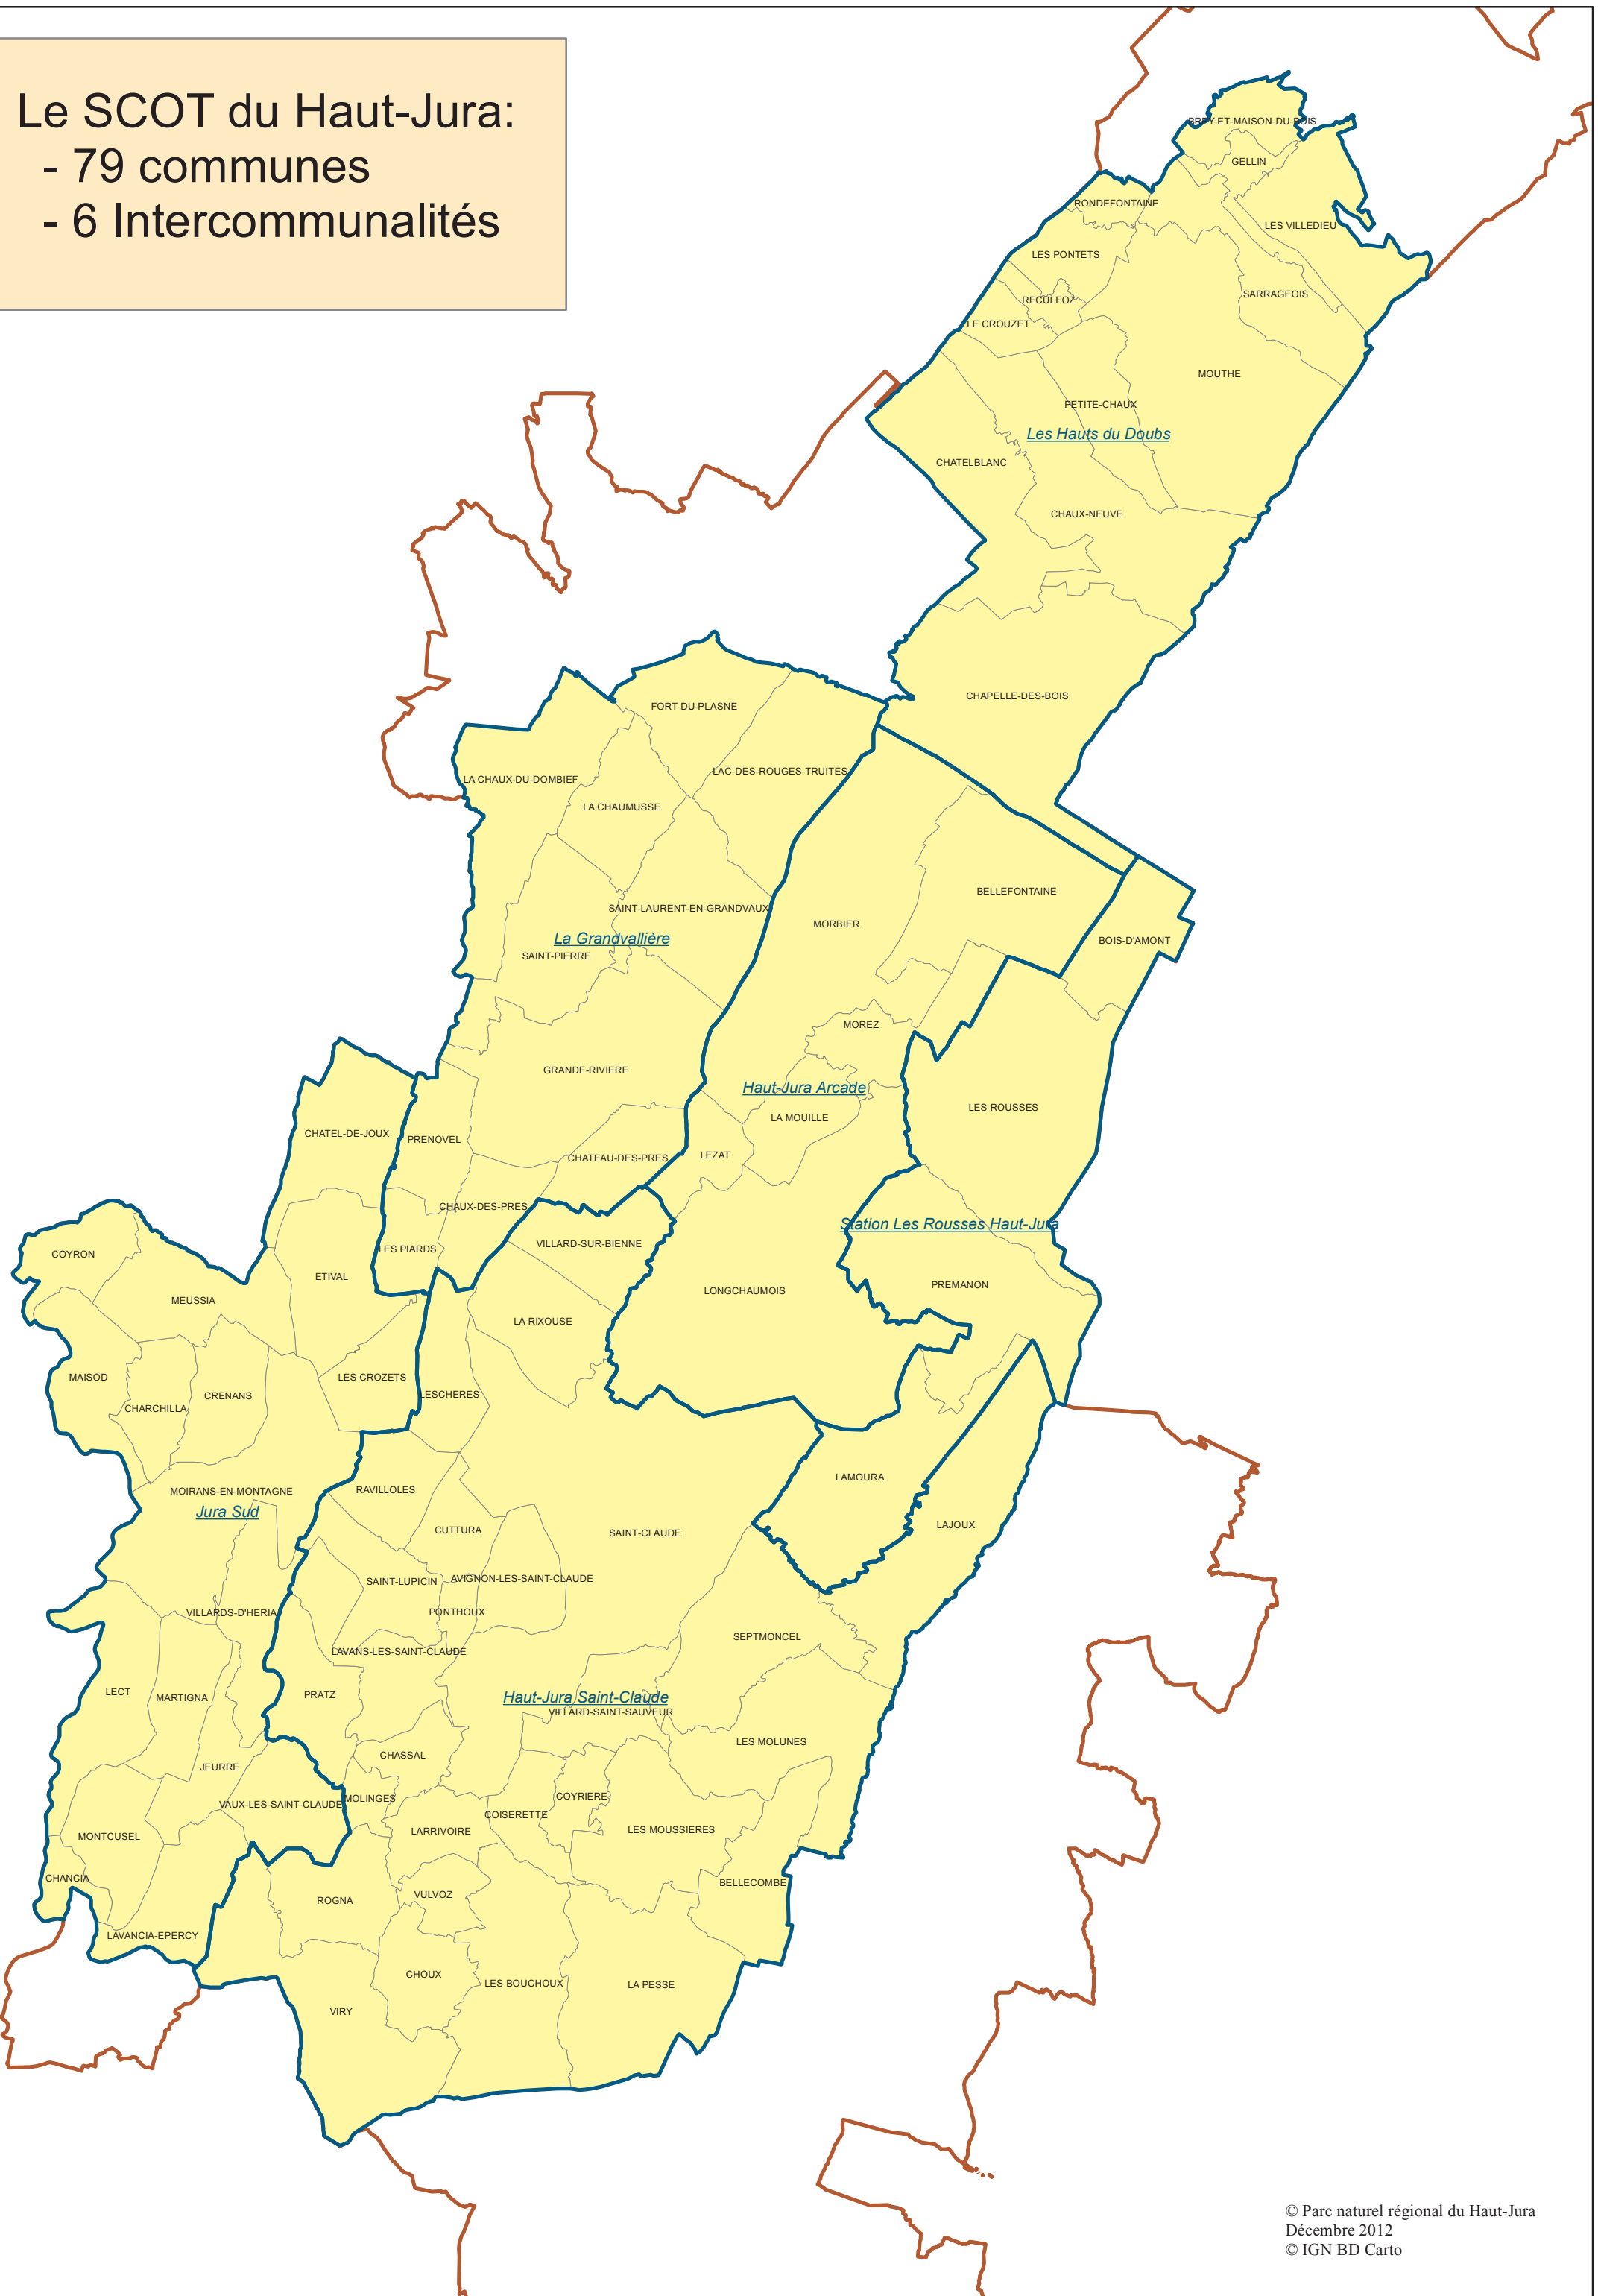 Le SCOT du Haut-Jura:
- 79 communes
- 6 Intercommunalités
BREY-ET-MAISON-DU-BOIS
GELLIN
RONDEFONTAINE
LES VILLEDIEU
LES PONTETS
SARRAGEOIS
RECULFOZ
LE CROUZET
MOUTHE
PETITE-CHAUX
Les Hauts du Doubs
CHATELBLANC
CHAUX-NEUVE
CHAPELLE-DES-BOIS
FORT-DU-PLASNE
LAC-DES-ROUGES-TRUITES
LA CHAUX-DU-DOMBIEF
LA CHAUMUSSE
BELLEFONTAINE
SAINT-LAURENT-EN-GRANDVAUX
MORBIER
La Grandvallière
BOIS-D'AMONT
SAINT-PIERRE
MOREZ
GRANDE-RIVIERE
Haut-Jura Arcade
LES ROUSSES
LA MOUILLE
CHATEL-DE-JOUX
PRENOVEL
CHATEAU-DES-PRES
LEZAT
CHAUX-DES-PRES
Station Les Rousses Haut-Jura
VILLARD-SUR-BIENNE
LES PIARDS
COYRON
ETIVAL
PREMANON
LONGCHAUMOIS
MEUSSIA
LA RIXOUSE
MAISOD
LES CROZETS
LESCHERES
CRENANS
CHARCHILLA
LAMOURA
MOIRANS-EN-MONTAGNE
RAVILLOLES
Jura Sud
LAJOUX
CUTTURA
SAINT-CLAUDE
SAINT-LUPICIN
AVIGNON-LES-SAINT-CLAUDE
VILLARDS-D'HERIA
PONTHOUX
SEPTMONCEL
LAVANS-LES-SAINT-CLAUDE
LECT
PRATZ
MARTIGNA
Haut-Jura Saint-Claude
VILLARD-SAINT-SAUVEUR
LES MOLUNES
CHASSAL
JEURRE
COYRIERE
MOLINGES
VAUX-LES-SAINT-CLAUDE
COISERETTE
LARRIVOIRE
LES MOUSSIERES
MONTCUSEL
CHANCIA
BELLECOMBE
VULVOZ
ROGNA
LAVANCIA-EPERCY
CHOUX
LES BOUCHOUX
LA PESSE
VIRY
© Parc naturel régional du Haut-Jura
Décembre 2012
© IGN BD Carto